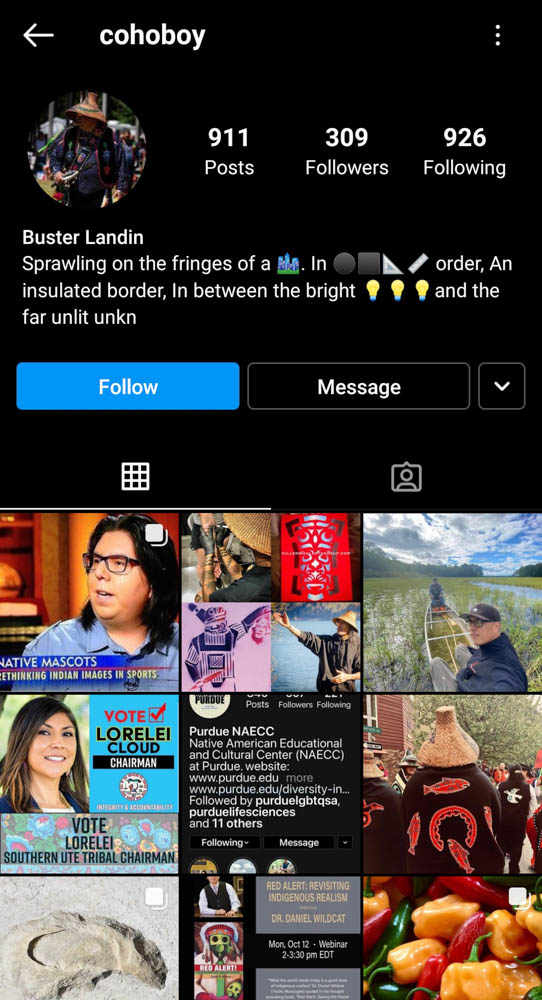 cohoboy
911
309
926
Posts
Followers
Following
Buster Landin
Sprawling on the fringes of a 🏙. In ⚫⬛📐📏 order, An
insulated border, In between the bright 💡💡💡and the
far unlit unkn
Follow
Message
NATIVE MASCOTS
RETHINKING INDIAN IMAGES IN SPORTS
VOTE
LORELEI
CLOUD
CHAIRMAN
INTEGRITY & ACCOUNTABILITY
VOTE
LORELEI
SOUTHERN UTE TRIBAL CHAIRMAN
PURDUE
Posts Followers Following
Purdue NAECC
Native American Educational
and Cultural Center (NAECC)
at Purdue. website:
www.purdue.edu more
www.purdue.edu/diversity-in...
Followed by purduelgbtqsa,
purduelifesciences
and 11 others
Following
Message
RED ALERT!
RED ALERT: REVISITING
INDIGENOUS REALISM
DR. DANIEL WILDCAT
Mon, Oct 12 · Webinar
2-3:30 pm EDT